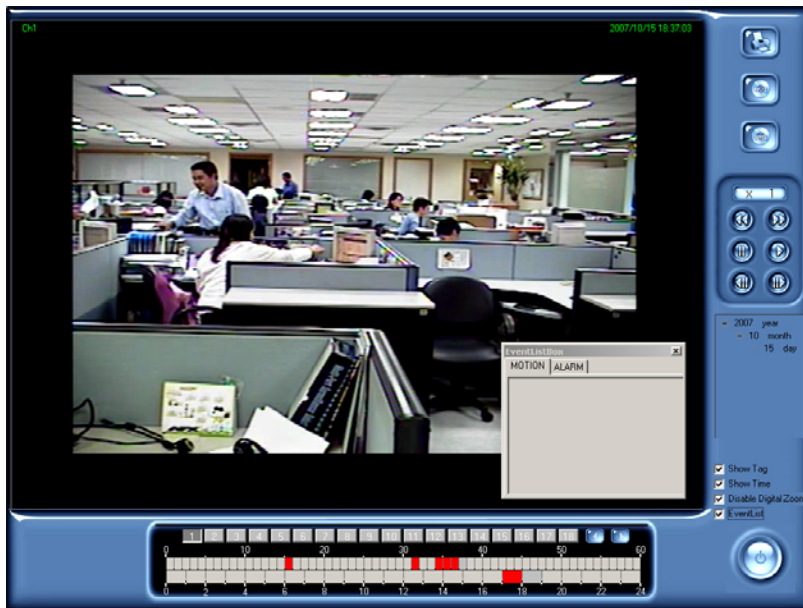 Ch1
2007/10/15 18:37:03
x 1
2007 year
10 month
15 day
EventListBox
MOTION ALARM
Show Tag
Show Time
Disable Digital Zoom
EventList
1 2 3 4 5 6 7 8 9 10 11 12 13 14 15 16 17 18
0 10 20 30 40 50 60
0 2 4 6 8 10 12 14 16 18 20 22 24